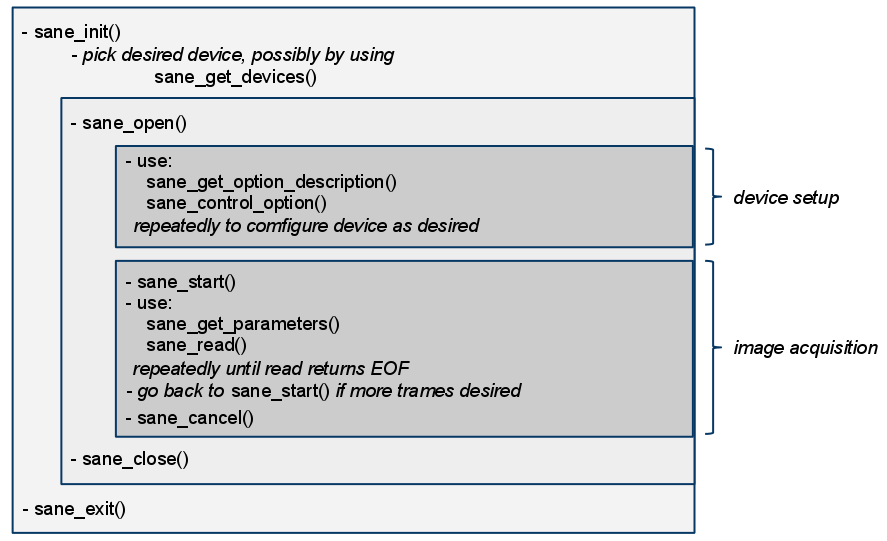 - sane_init()
- pick desired device, possibly by using
sane_get_devices()
- sane_open()
- use:
sane_get_option_description()
sane_control_option()
repeatedly to comfigure device as desired
device setup
- sane_start()
- use:
sane_get_parameters()
sane_read()
repeatedly until read returns EOF
- go back to sane_start() if more trames desired
- sane_cancel()
image acquisition
- sane_close()
- sane_exit()